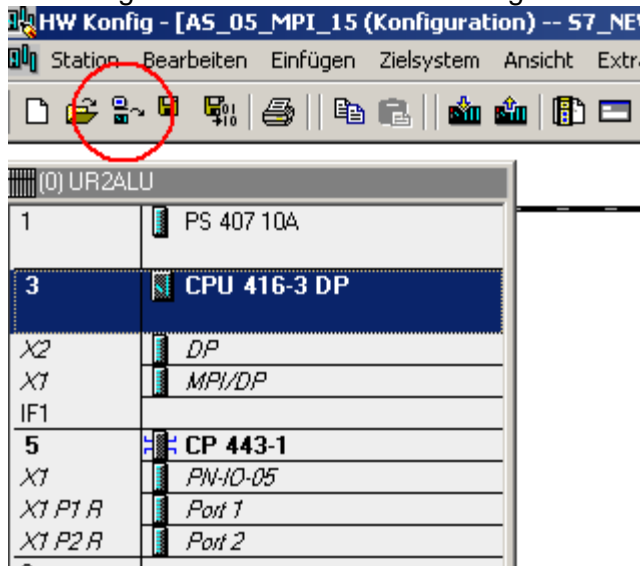 HW Konfig - [AS_05_MPI_15 (Konfiguration) -- S7_NE
Station Bearbeiten Einfügen Zielsystem Ansicht Extr
(0) UR2ALU
1 PS 407 10A
3 CPU 416-3 DP
X2 DP
X1 MPI/DP
IF1
5 CP 443-1
X1 PN-IO-05
X1 P1 R Port 1
X1 P2 R Port 2